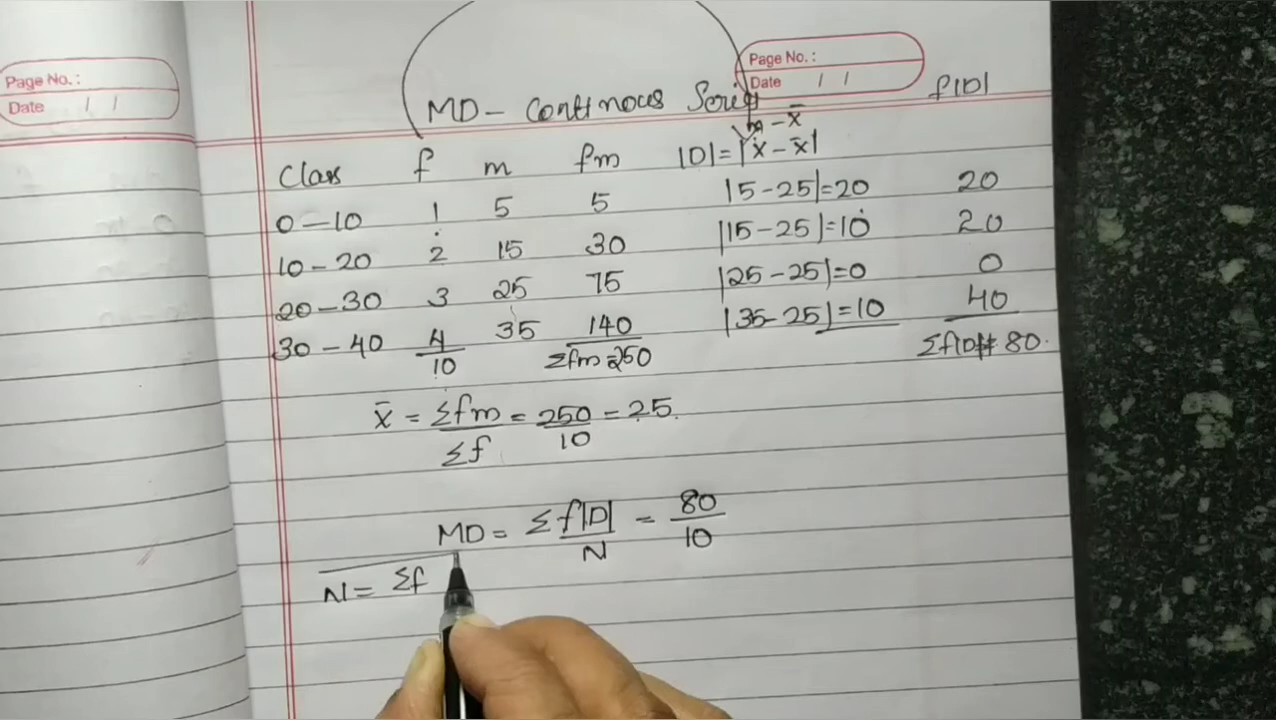 Page No. :
Date / /
Page No. :
Date / /
MD - Continous Series
f|D|
m - x̄
Class f m fm |D| = |x - x̄|
0 - 10 1 5 5 |5 - 25| = 20 20
10 - 20 2 15 30 |15 - 25| = 10 20
20 - 30 3 25 75 |25 - 25| = 0 0
30 - 40 4 35 140 |35 - 25| = 10 40
10 Σfm = 250 Σf|D| = 80.
x̄ = Σfm / Σf = 250 / 10 = 25.
MD = Σf|D| / N = 80 / 10
N = Σf